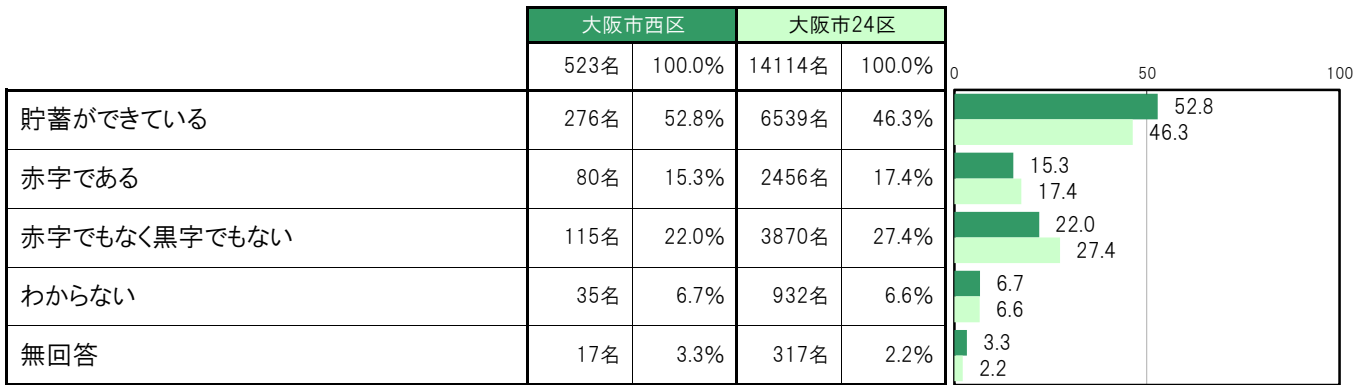 大阪市西区 大阪市24区
523名 100.0% 14114名 100.0%
0 50 100
貯蓄ができている 276名 52.8% 6539名 46.3%
52.8
46.3
赤字である 80名 15.3% 2456名 17.4%
15.3
17.4
赤字でもなく黒字でもない 115名 22.0% 3870名 27.4%
22.0
27.4
わからない 35名 6.7% 932名 6.6%
6.7
6.6
無回答 17名 3.3% 317名 2.2%
3.3
2.2